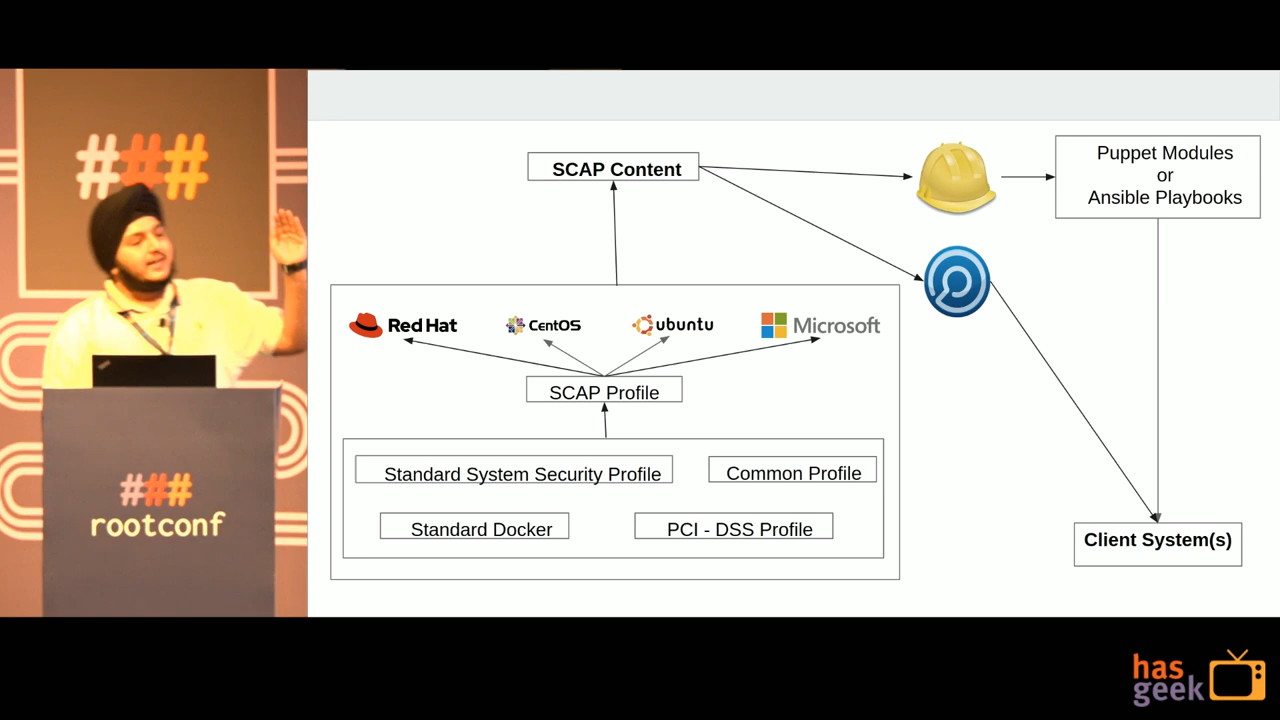 ###
###
rootconf
SCAP Content
Puppet Modules
or
Ansible Playbooks
Red Hat
CentOS
ubuntu
Microsoft
SCAP Profile
Standard System Security Profile
Common Profile
Standard Docker
PCI - DSS Profile
Client System(s)
has
geek